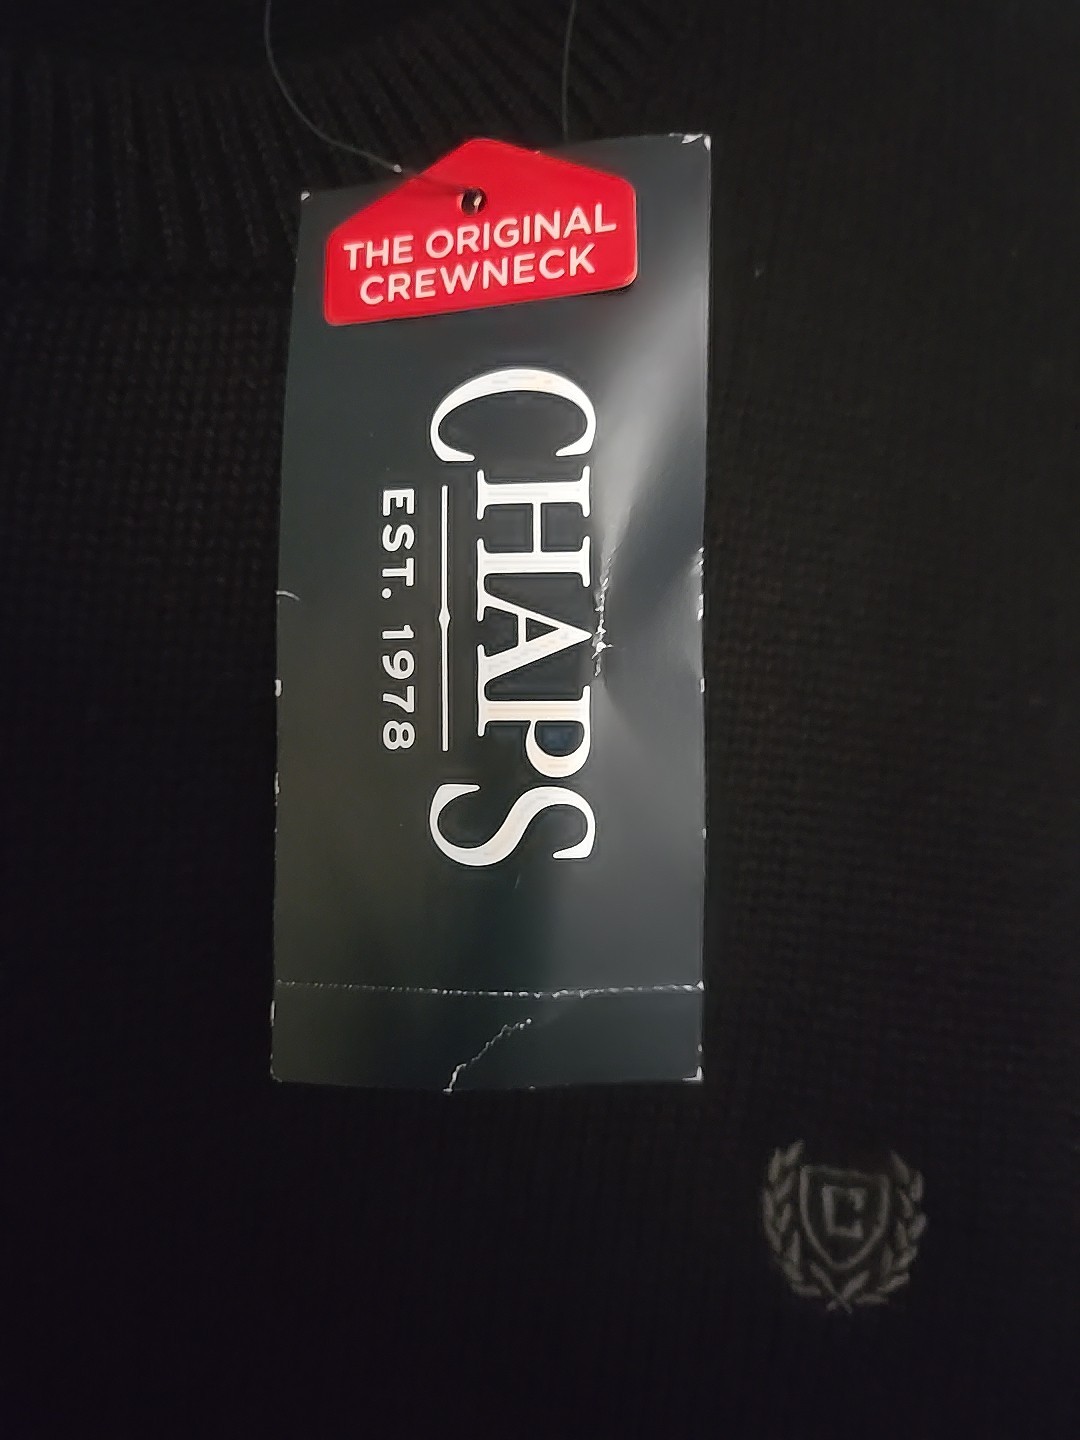 THE ORIGINAL
CREWNECK
CHAPS
EST. 1978
C